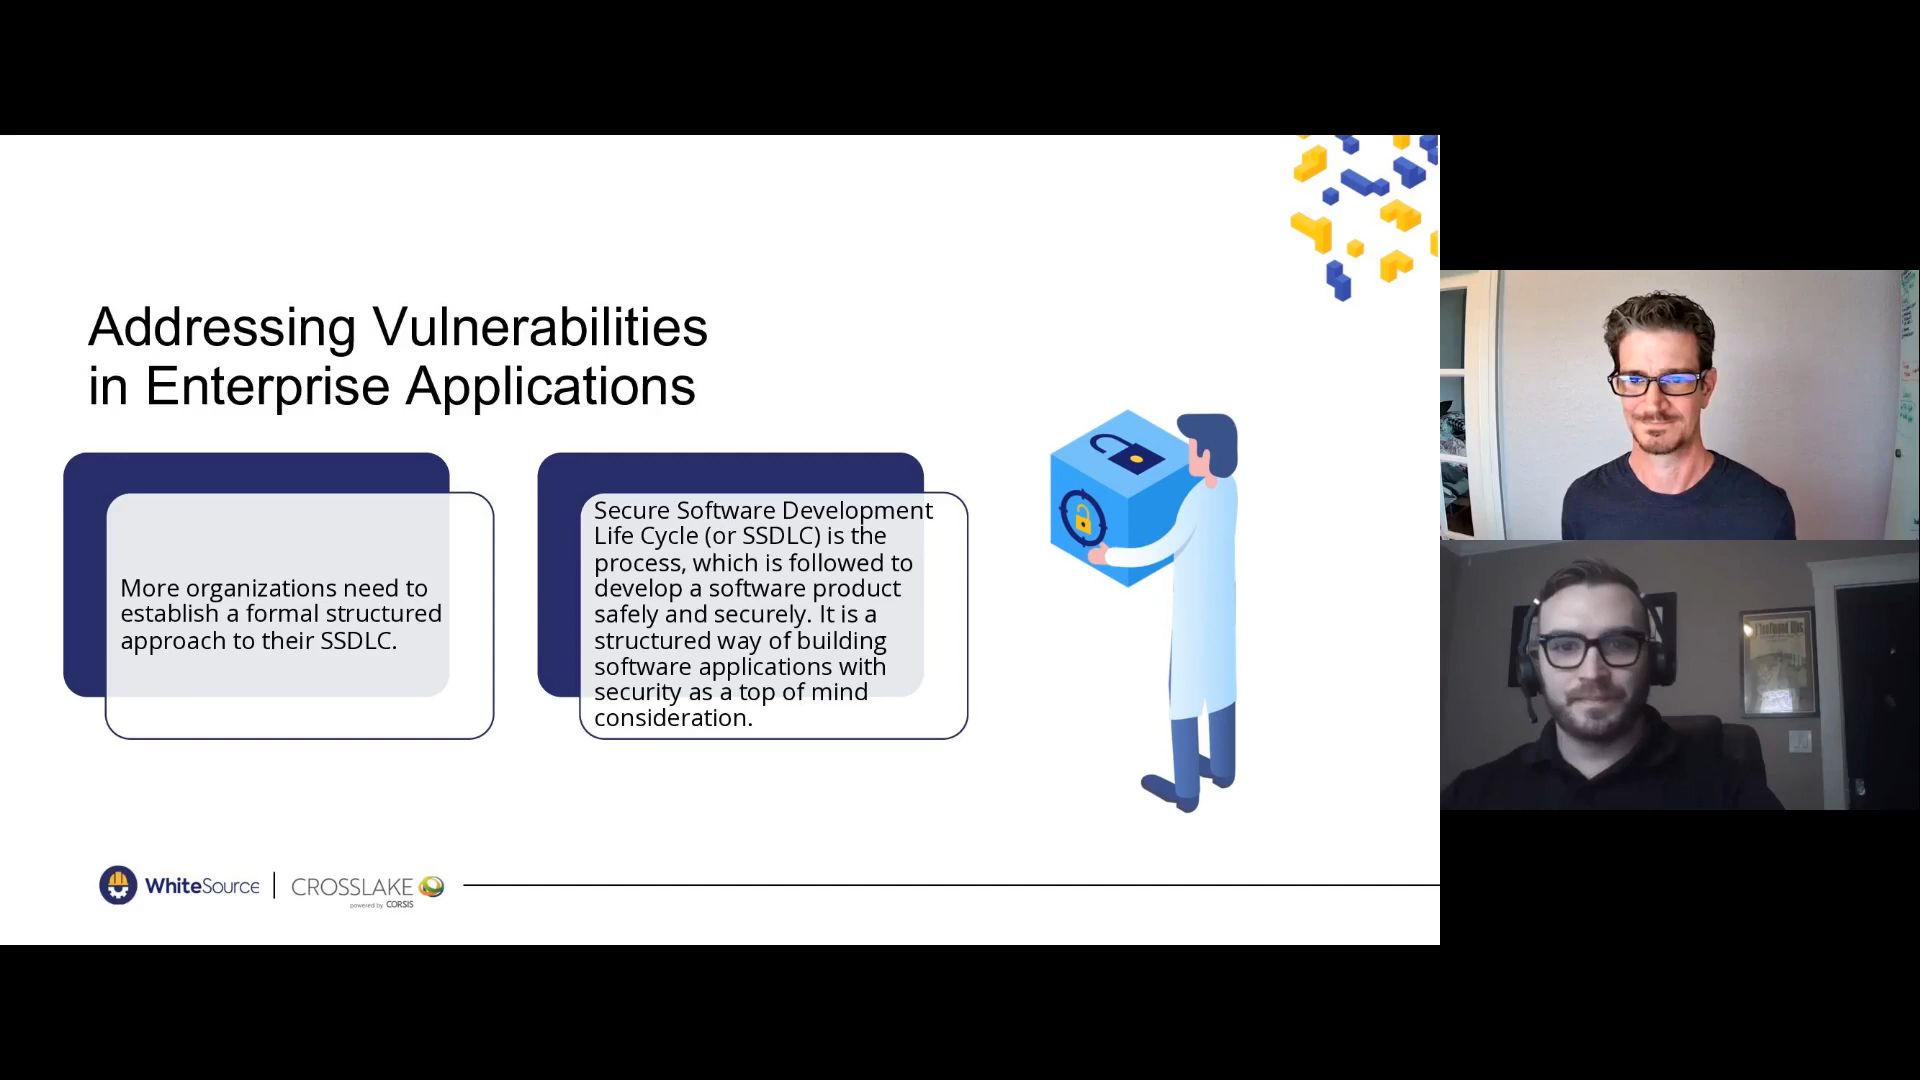 Addressing Vulnerabilities
in Enterprise Applications
More organizations need to
establish a formal structured
approach to their SSDLC.
Secure Software Development
Life Cycle (or SSDLC) is the
process, which is followed to
develop a software product
safely and securely. It is a
structured way of building
software applications with
security as a top of mind
consideration.
WhiteSource
CROSSLAKE
powered by CORSIS